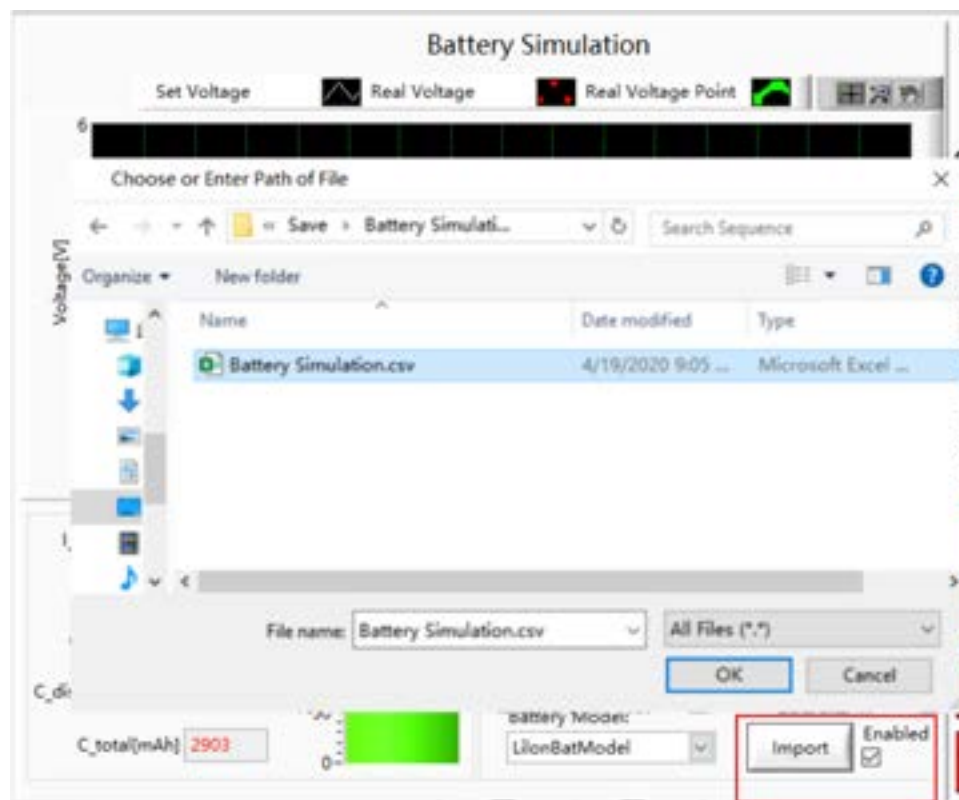 Battery Simulation
Set Voltage Real Voltage Real Voltage Point
6
Choose or Enter Path of File
« Save › Battery Simulati... Search Sequence
Voltage[V]
Organize New folder
Name Date modified Type
Battery Simulation.csv 4/19/2020 9:05 ... Microsoft Excel ...
File name: Battery Simulation.csv All Files (*.*)
OK Cancel
C_dis
Battery Model:
C_total[mAh] 2903 0 LiIonBatModel Import Enabled